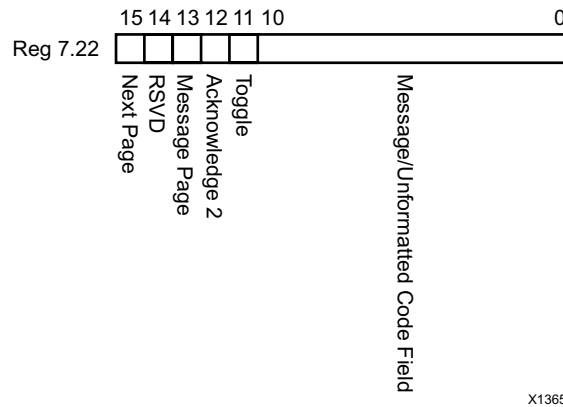 15 14 13 12 11 10 0
Reg 7.22
Next Page
RSVD
Message Page
Acknowledge 2
Toggle
Message/Unformatted Code Field
X1365